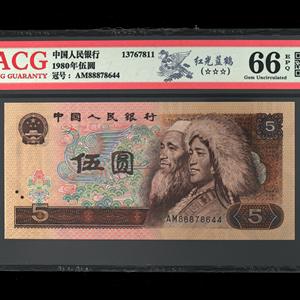 ACG
NG GUARANTY
中国人民银行
1980年伍圆
冠号：AM88878644
13767811
红光蓝鹤
(☆☆☆)
66 EPQ
Gem Uncirculated
中国人民银行
5
伍圆
5
AM88878644
5